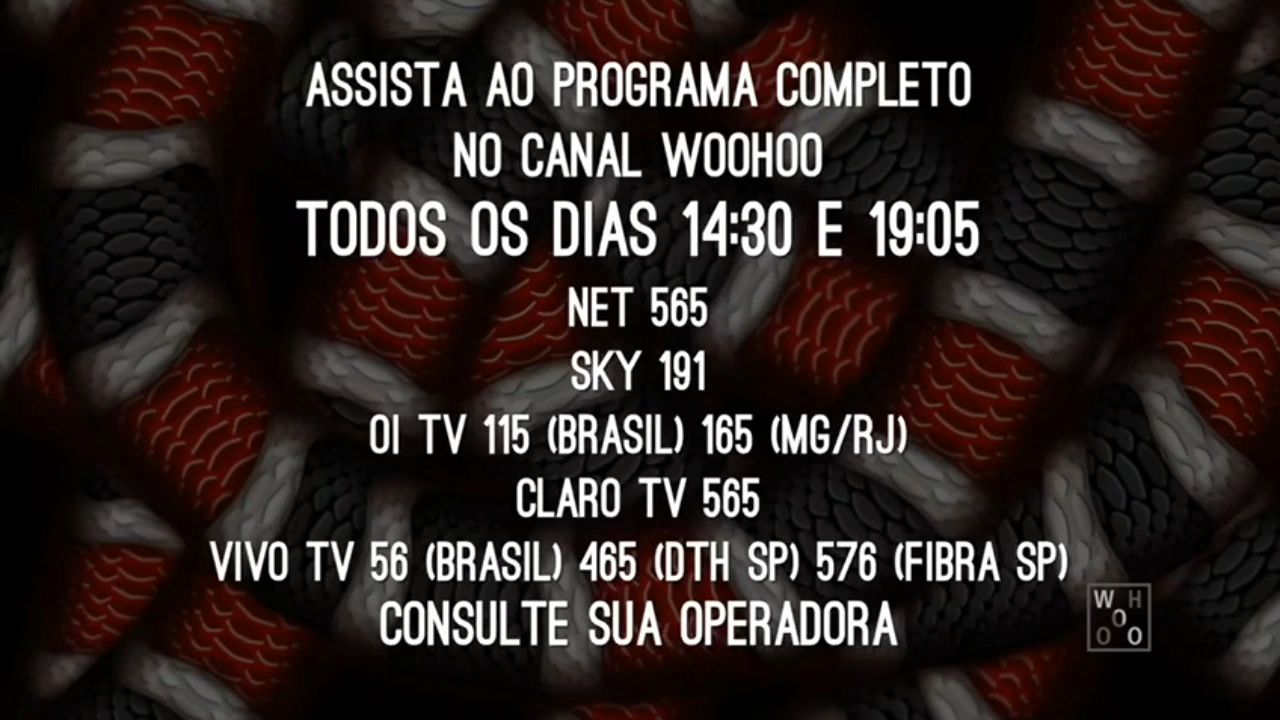 ASSISTA AO PROGRAMA COMPLETO
NO CANAL WOOHOO
TODOS OS DIAS 14:30 E 19:05
NET 565
SKY 191
OI TV 115 (BRASIL) 165 (MG/RJ)
CLARO TV 565
VIVO TV 56 (BRASIL) 465 (DTH SP) 576 (FIBRA SP)
CONSULTE SUA OPERADORA
W H
O
O O